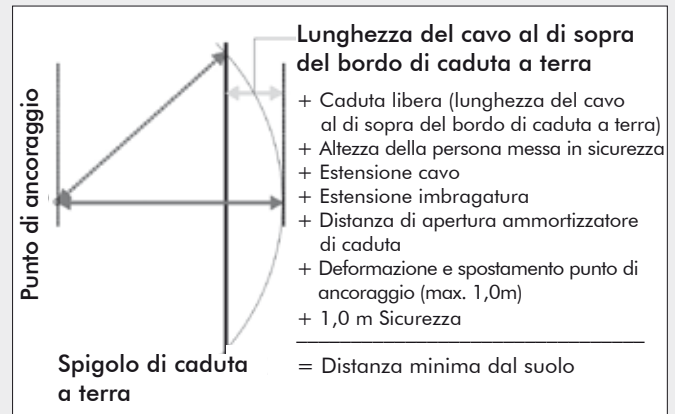 Lunghezza del cavo al di sopra
del bordo di caduta a terra
+ Caduta libera (lunghezza del cavo
al di sopra del bordo di caduta a terra)
+ Altezza della persona messa in sicurezza
+ Estensione cavo
+ Estensione imbragatura
+ Distanza di apertura ammortizzatore
di caduta
+ Deformazione e spostamento punto di
ancoraggio (max. 1,0m)
+ 1,0 m Sicurezza
= Distanza minima dal suolo
Punto di ancoraggio
Spigolo di caduta
a terra